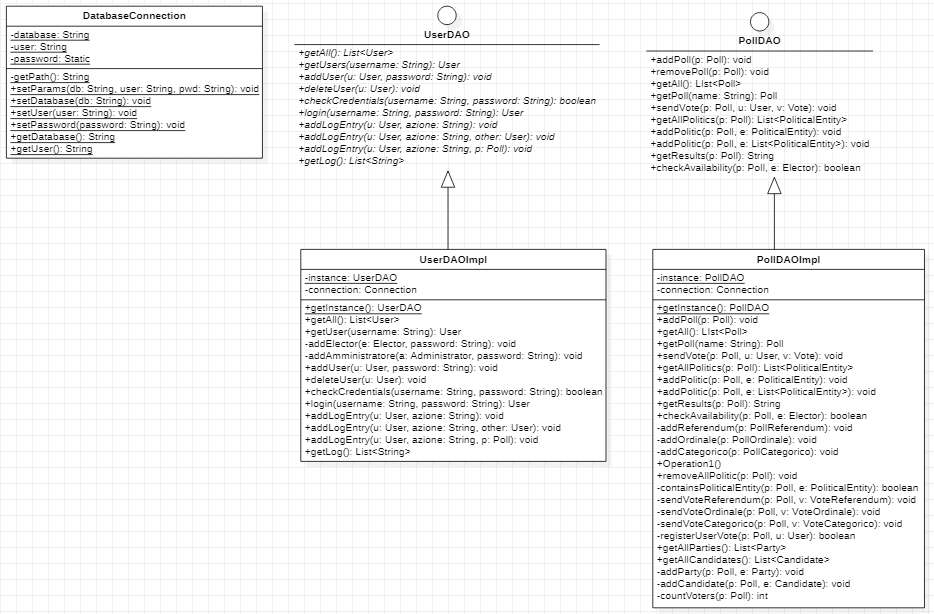 DatabaseConnection
-database: String
-user: String
-password: Static
-getPath(): String
+setParams(db: String, user: String, pwd: String): void
+setDatabase(db: String): void
+setUser(user: String): void
+setPassword(password: String): void
+getDatabase(): String
+getUser(): String
UserDAO
+getAll(): List<User>
+getUsers(username: String): User
+addUser(u: User, password: String): void
+deleteUser(u: User): void
+checkCredentials(username: String, password: String): boolean
+login(username: String, password: String): User
+addLogEntry(u: User, azione: String): void
+addLogEntry(u: User, azione: String, other: User): void
+addLogEntry(u: User, azione: String, p: Poll): void
+getLog(): List<String>
PollDAO
+addPoll(p: Poll): void
+removePoll(p: Poll): void
+getAll(): List<Poll>
+getPoll(name: String): Poll
+sendVote(p: Poll, u: User, v: Vote): void
+getAllPolitics(p: Poll): List<PoliticalEntity>
+addPolitic(p: Poll, e: PoliticalEntity): void
+addPolitic(p: Poll, e: List<PoliticalEntity>): void
+getResults(p: Poll): String
+checkAvailability(p: Poll, e: Elector): boolean
UserDAOImpl
-instance: UserDAO
-connection: Connection
+getInstance(): UserDAO
+getAll(): List<User>
+getUser(username: String): User
-addElector(e: Elector, password: String): void
-addAmministratore(a: Administrator, password: String): void
+addUser(u: User, password: String): void
+deleteUser(u: User): void
+checkCredentials(username: String, password: String): boolean
+login(username: String, password: String): User
+addLogEntry(u: User, azione: String): void
+addLogEntry(u: User, azione: String, other: User): void
+addLogEntry(u: User, azione: String, p: Poll): void
+getLog(): List<String>
PollDAOImpl
-instance: PollDAO
-connection: Connection
+getInstance(): PollDAO
+addPoll(p: Poll): void
+getAll(): LIst<Poll>
+getPoll(name: String): Poll
+sendVote(p: Poll, u: User, v: Vote): void
+getAllPolitics(p: Poll): List<PoliticalEntity>
+addPolitic(p: Poll, e: PoliticalEntity): void
+addPolitic(p: Poll, e: List<PoliticalEntity>): void
+getResults(p: Poll): String
+checkAvailability(p: Poll, e: Elector): boolean
-addReferendum(p: PollReferendum): void
-addOrdinale(p: PollOrdinale): void
-addCategorico(p: PollCategorico): void
+Operation1()
+removeAllPolitic(p: Poll): void
-containsPoliticalEntity(p: Poll, e: PoliticalEntity): boolean
-sendVoteReferendum(p: Poll, v: VoteReferendum): void
-sendVoteOrdinale(p: Poll, v: VoteOrdinale): void
-sendVoteCategorico(p: Poll, v: VoteCategorico): void
-registerUserVote(p: Poll, u: User): boolean
+getAllParties(): List<Party>
+getAllCandidates(): List<Candidate>
-addParty(p: Poll, e: Party): void
-addCandidate(p: Poll, e: Candidate): void
-countVoters(p: Poll): int